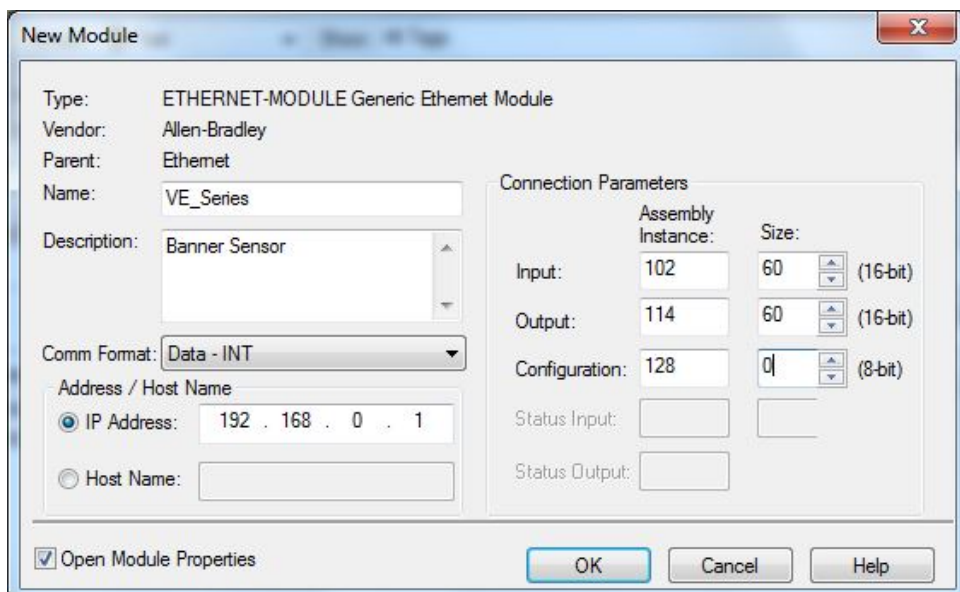 New Module
Type: ETHERNET-MODULE Generic Ethernet Module
Vendor: Allen-Bradley
Parent: Ethernet
Name: VE_Series
Description: Banner Sensor
Comm Format: Data - INT
Address / Host Name
IP Address: 192 . 168 . 0 . 1
Host Name:
Connection Parameters
Assembly Instance: Size:
Input: 102 60 (16-bit)
Output: 114 60 (16-bit)
Configuration: 128 0 (8-bit)
Status Input:
Status Output:
Open Module Properties
OK Cancel Help